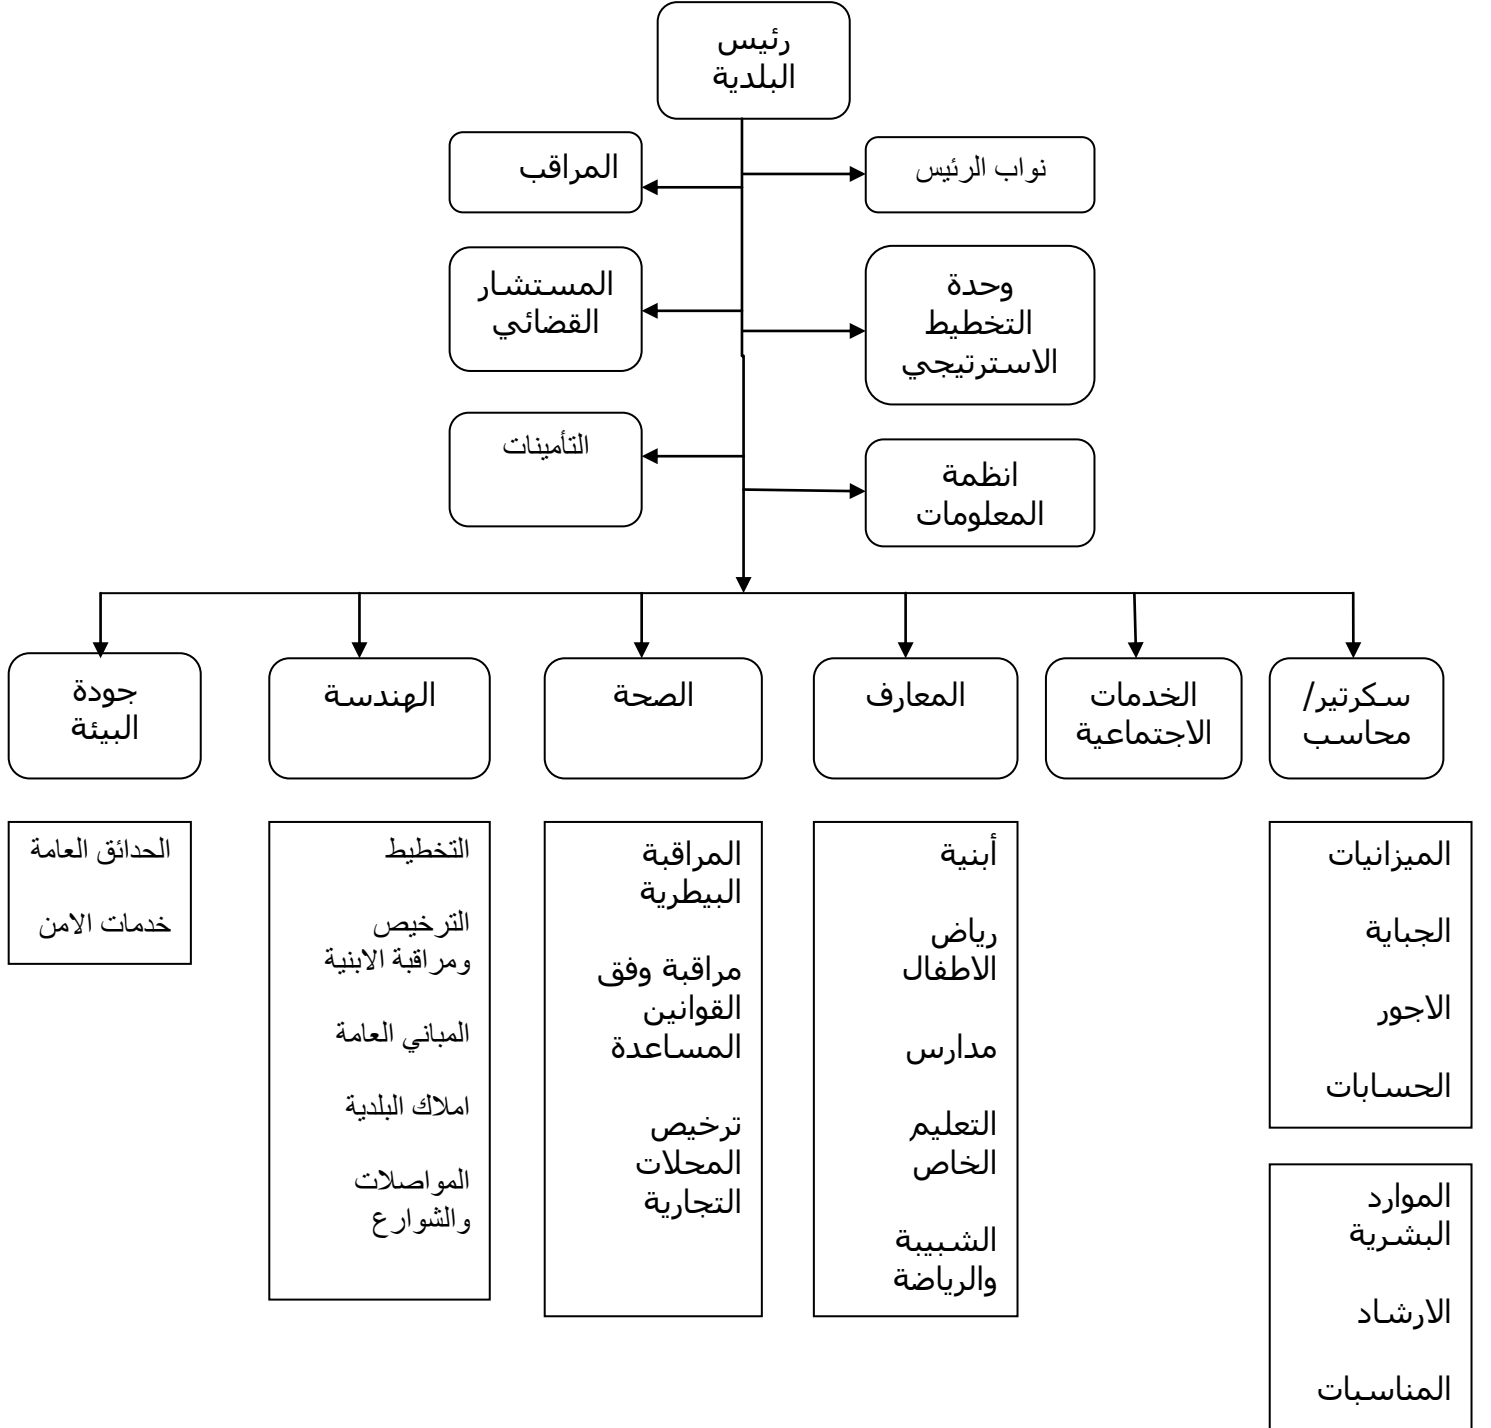 رئيس
البلدية
نواب الرئيس
المراقب
وحدة
التخطيط
الاسترتيجي
المستشار
القضائي
انظمة
المعلومات
التأمينات
سكرتير/
محاسب
الخدمات
الاجتماعية
المعارف
الصحة
الهندسة
جودة
البيئة
الميزانيات
الجباية
الاجور
الحسابات
الموارد
البشرية
الارشاد
المناسبات
أبنية
رياض
الاطفال
مدارس
التعليم
الخاص
الشبيبة
والرياضة
المراقبة
البيطرية
مراقبة وفق
القوانين
المساعدة
ترخيص
المحلات
التجارية
التخطيط
الترخيص
ومراقبة الابنية
المباني العامة
املاك البلدية
المواصلات
والشوارع
الحدائق العامة
خدمات الامن